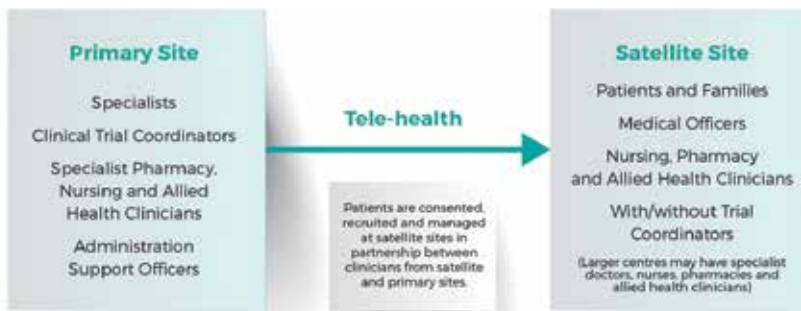 Primary Site
Specialists
Clinical Trial Coordinators
Specialist Pharmacy,
Nursing and Allied
Health Clinicians
Administration
Support Officers
Tele-health
Patients are consented,
recruited and managed
at satellite sites in
partnership between
clinicians from satellite
and primary sites.
Satellite Site
Patients and Families
Medical Officers
Nursing, Pharmacy
and Allied Health Clinicians
With/without Trial
Coordinators
(Larger centres may have specialist
doctors, nurses, pharmacies and
allied health clinicians)